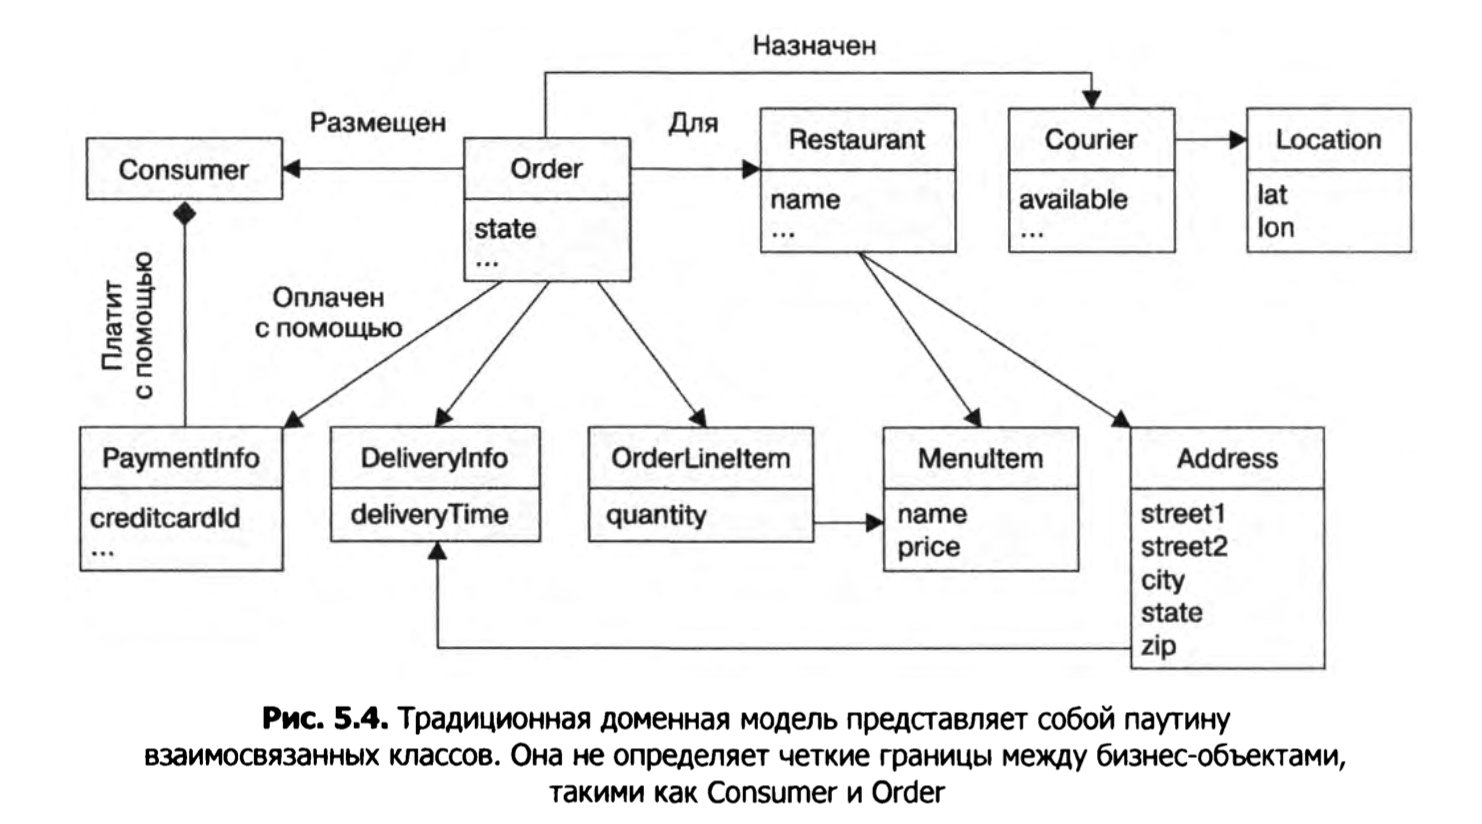 Назначен
Размещен
Для
Consumer
Order
state
...
Restaurant
name
...
Courier
available
...
Location
lat
lon
Платит
с помощью
Оплачен
с помощью
PaymentInfo
creditcardId
...
DeliveryInfo
deliveryTime
OrderLineItem
quantity
MenuItem
name
price
Address
street1
street2
city
state
zip
Рис. 5.4. Традиционная доменная модель представляет собой паутину
взаимосвязанных классов. Она не определяет четкие границы между бизнес-объектами,
такими как Consumer и Order